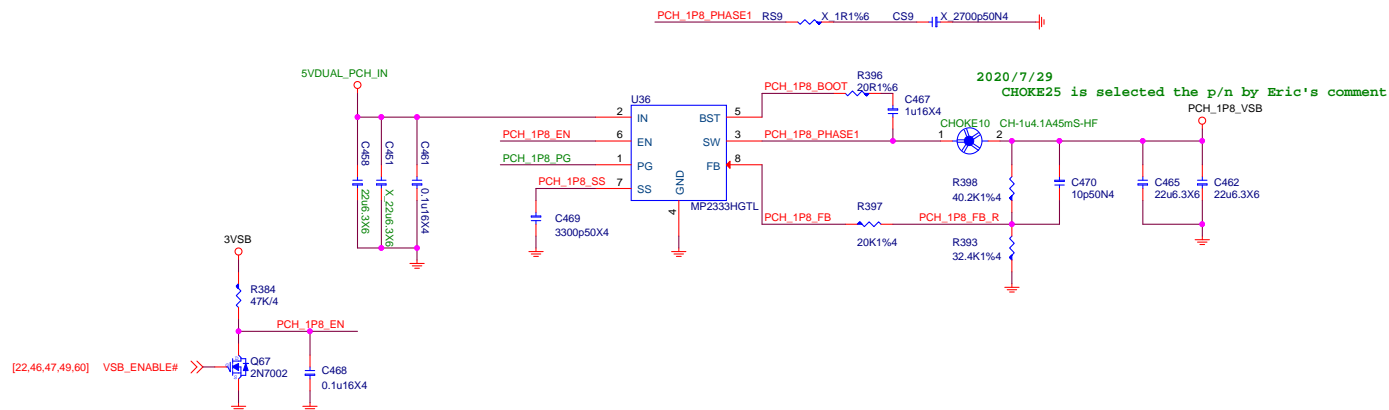 PCH_1P8_PHASE1
RS9
X_1R1%6
CS9
X_2700p50N4
5VDUAL_PCH_IN
2020/7/29
CHOKE25 is selected the p/n by Eric's comment
R396
20R1%6
PCH_1P8_BOOT
C467
1u16X4
PCH_1P8_VSB
U36
2
IN
BST
5
PCH_1P8_EN
6
EN
SW
3
PCH_1P8_PHASE1
CHOKE10
CH-1u4.1A45mS-HF
1
2
PCH_1P8_PG
1
PG
FB
8
PCH_1P8_SS
7
SS
GND
4
MP2333HGTL
C458
22u6.3X6
C451
X_22u6.3X6
C461
0.1u16X4
C469
3300p50X4
R398
40.2K1%4
C470
10p50N4
C465
22u6.3X6
C462
22u6.3X6
PCH_1P8_FB
R397
20K1%4
PCH_1P8_FB_R
R393
32.4K1%4
3VSB
R384
47K/4
PCH_1P8_EN
[22,46,47,49,60]
VSB_ENABLE#
Q67
2N7002
C468
0.1u16X4